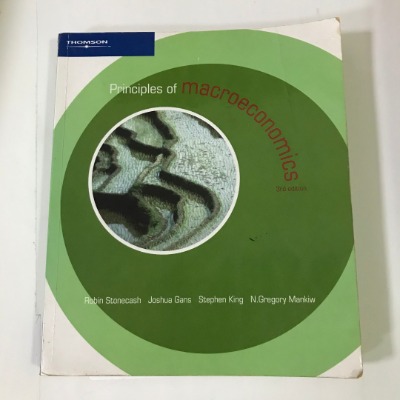 THOMSON
Principles of macroeconomics
3rd edition
Robin Stonecash Joshua Gans Stephen King N.Gregory Mankiw